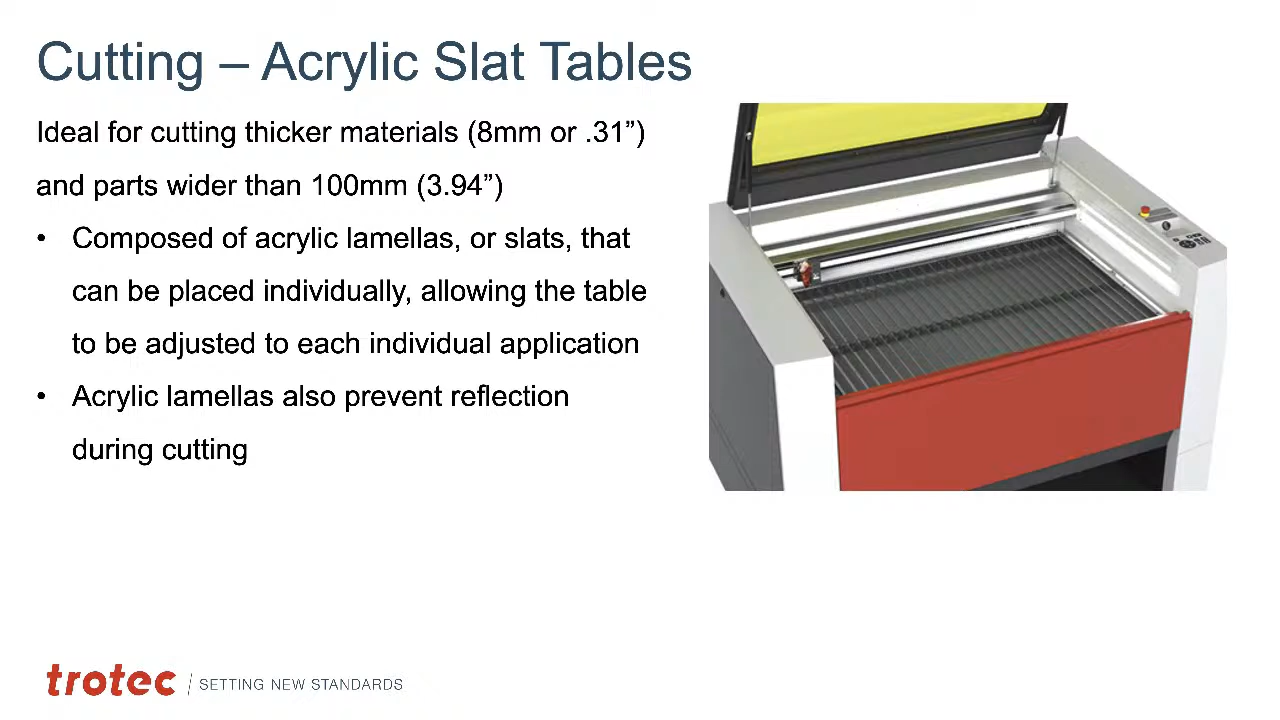 Cutting – Acrylic Slat Tables
Ideal for cutting thicker materials (8mm or .31”)
and parts wider than 100mm (3.94”)
• Composed of acrylic lamellas, or slats, that
can be placed individually, allowing the table
to be adjusted to each individual application
• Acrylic lamellas also prevent reflection
during cutting
trotec / SETTING NEW STANDARDS